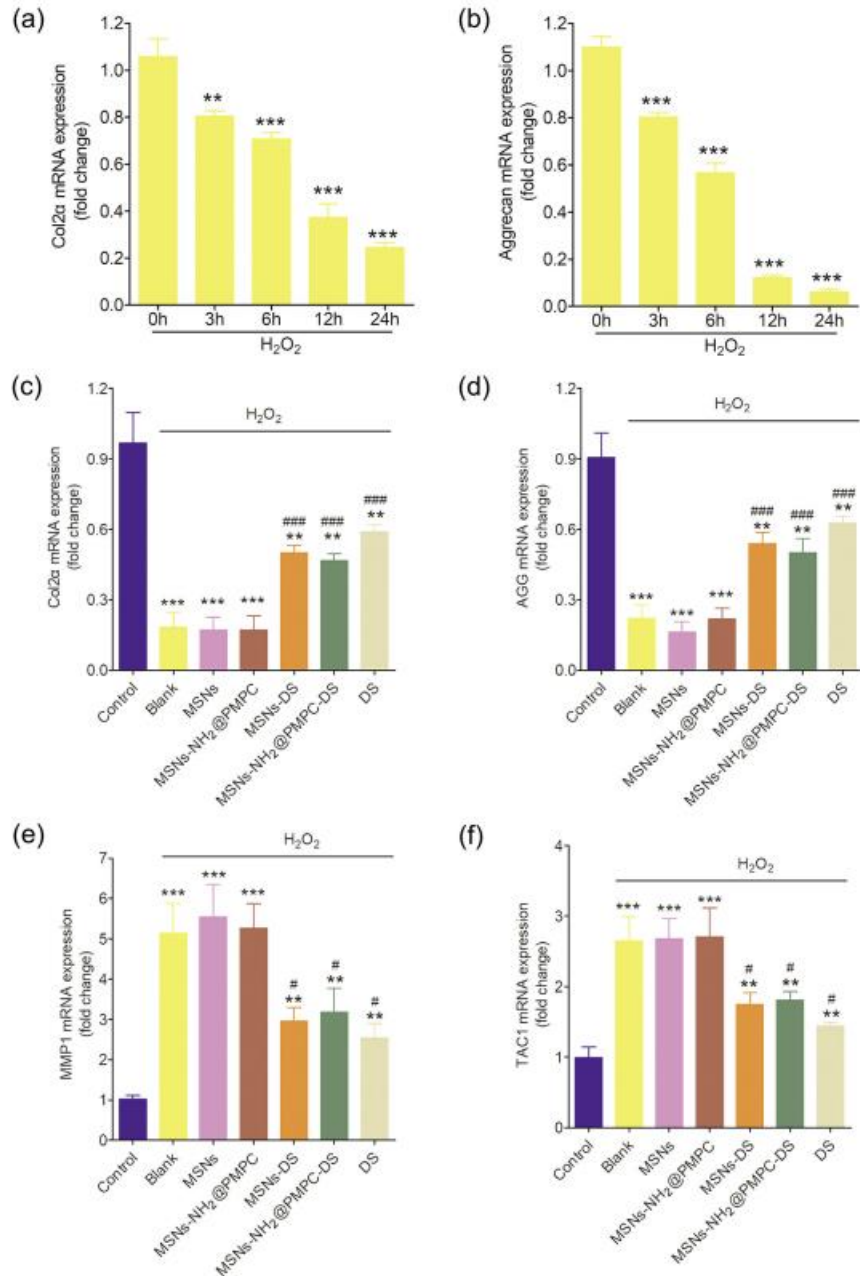 (a)
Col2α mRNA expression
(fold change)
1.2
1.0
0.8
0.6
0.4
0.2
0.0
**
***
***
***
0h 3h 6h 12h 24h
H₂O₂
(b)
Aggrecan mRNA expression
(fold change)
1.2
1.0
0.8
0.6
0.4
0.2
0.0
***
***
***
***
0h 3h 6h 12h 24h
H₂O₂
(c)
Col2α mRNA expression
(fold change)
1.2
0.9
0.6
0.3
0.0
H₂O₂
*** *** ***
### ### ###
** ** **
Control
Blank
MSNs
MSNs-NH₂@PMPC
MSNs-DS
MSNs-NH₂@PMPC-DS
DS
(d)
AGG mRNA expression
(fold change)
1.2
0.9
0.6
0.3
0.0
H₂O₂
*** *** ***
### ### ###
** ** **
Control
Blank
MSNs
MSNs-NH₂@PMPC
MSNs-DS
MSNs-NH₂@PMPC-DS
DS
(e)
MMP1 mRNA expression
(fold change)
7
6
5
4
3
2
1
0
H₂O₂
*** *** ***
# # #
** ** **
Control
Blank
MSNs
MSNs-NH₂@PMPC
MSNs-DS
MSNs-NH₂@PMPC-DS
DS
(f)
TAC1 mRNA expression
(fold change)
4
3
2
1
0
H₂O₂
*** *** ***
# # #
** ** **
Control
Blank
MSNs
MSNs-NH₂@PMPC
MSNs-DS
MSNs-NH₂@PMPC-DS
DS